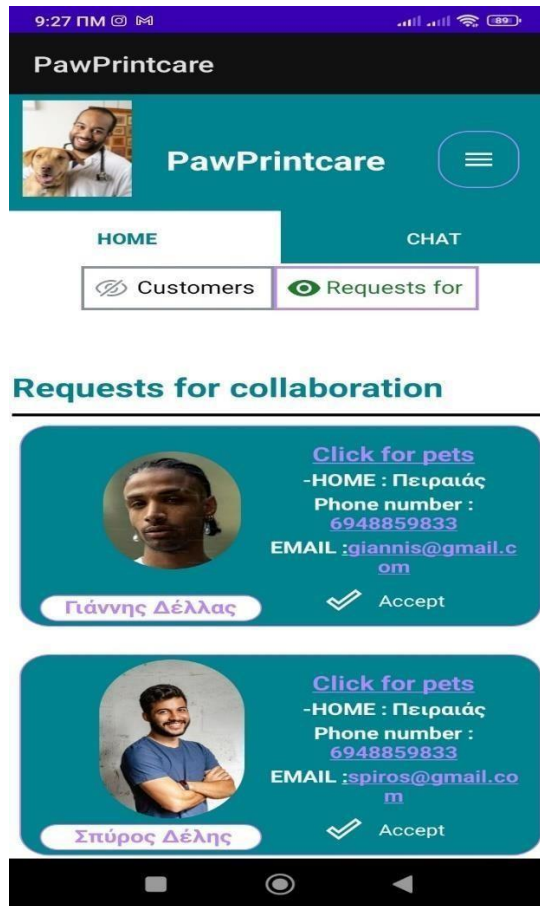 9:27 ΠΜ 89
PawPrintcare
PawPrintcare
HOME CHAT
Customers Requests for
Requests for collaboration
Click for pets
-HOME : Πειραιάς
Phone number :
6948859833
EMAIL :giannis@gmail.c
om
Γιάννης Δέλλας Accept
Click for pets
-HOME : Πειραιάς
Phone number :
6948859833
EMAIL :spiros@gmail.co
m
Σπύρος Δέλης Accept